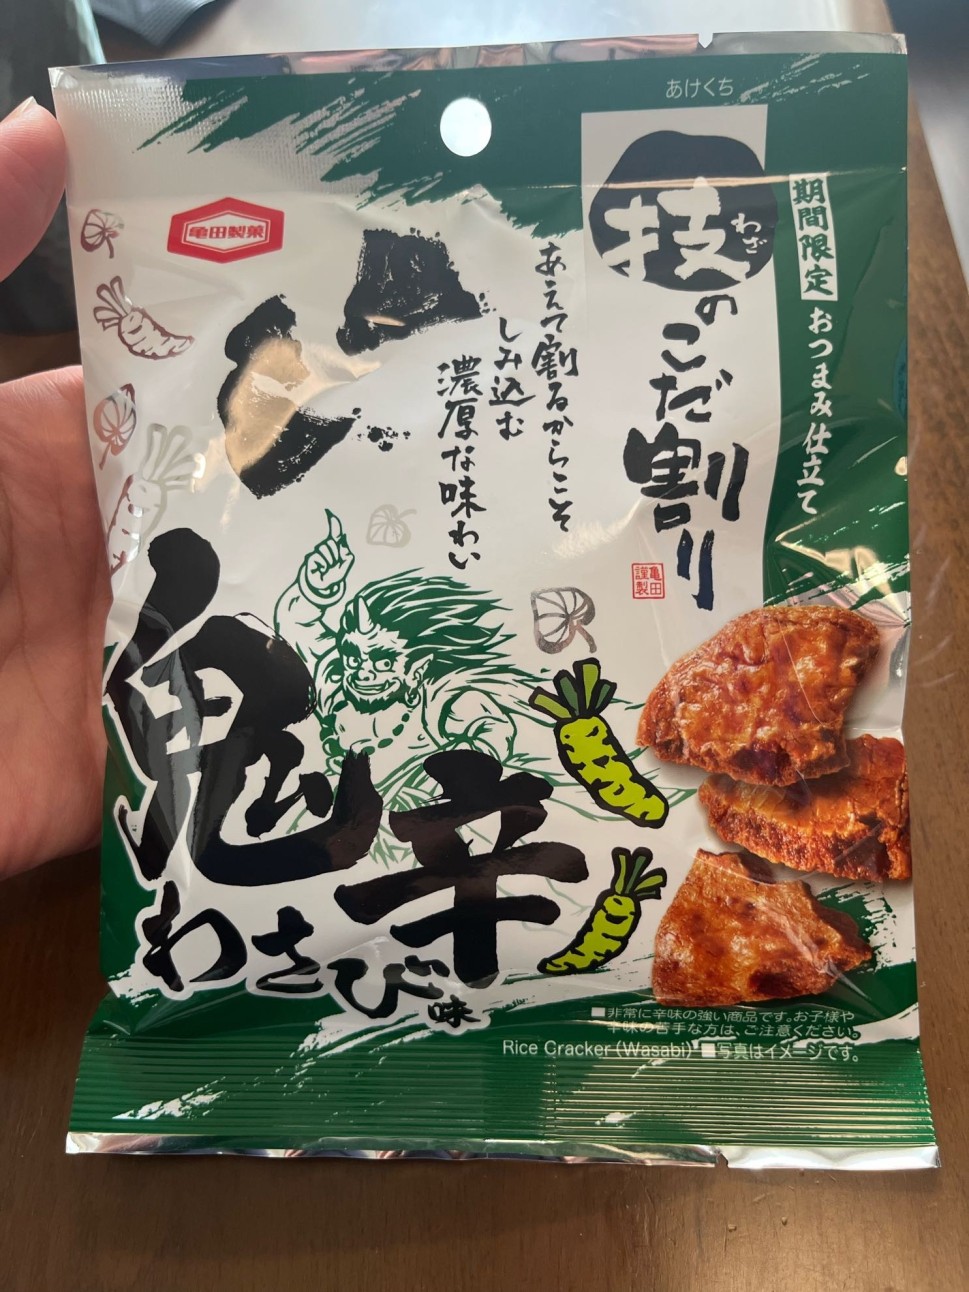 あけくち
亀田製菓
期間限定 おつまみ仕立て
技のこだ割り
わざ
亀田
謹製
あえて割るからこそ
しみ込む
濃厚な味わい
鬼辛
わさび味
■非常に辛味の強い商品です。お子様や
辛味の苦手な方は、ご注意ください。
Rice Cracker (Wasabi) ■写真はイメージです。